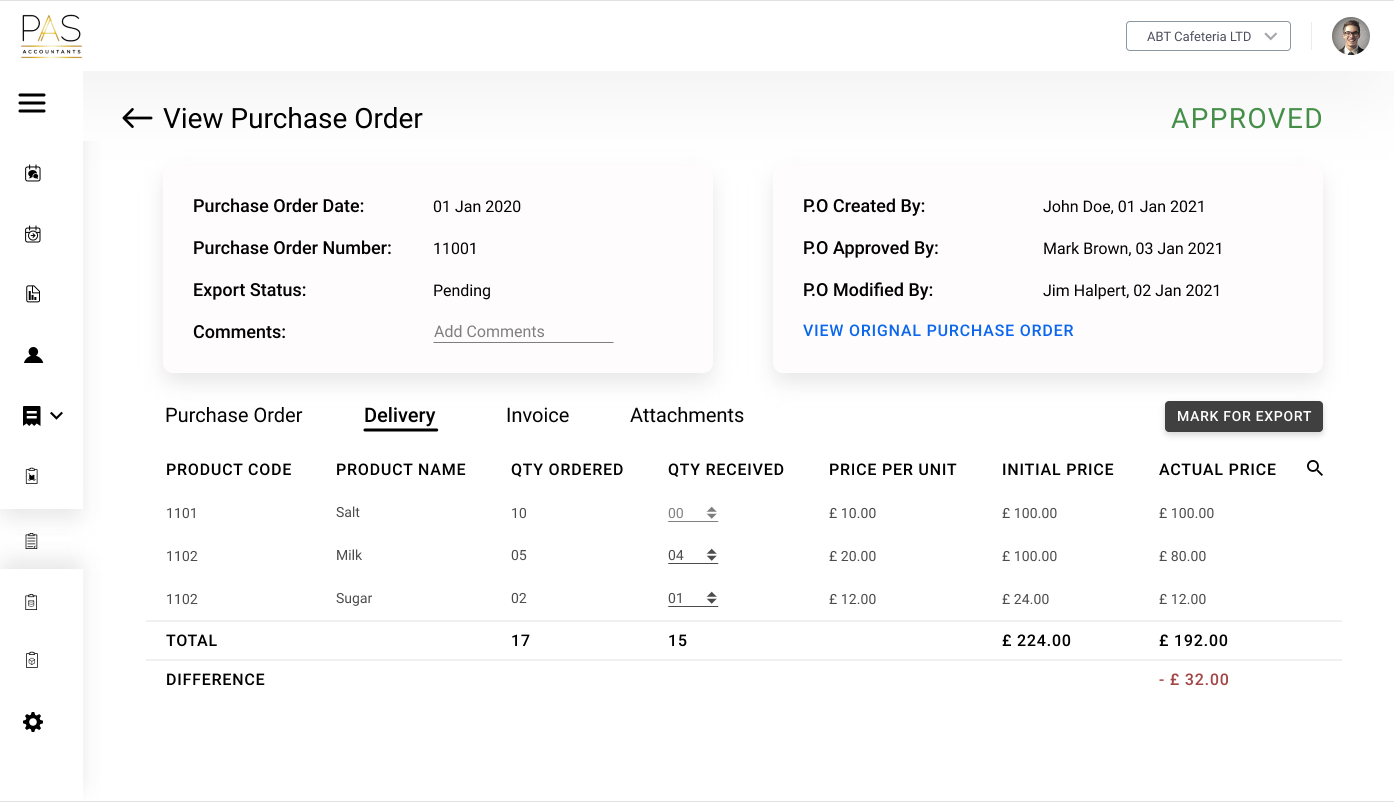 PAS
ACCOUNTANTS
ABT Cafeteria LTD
View Purchase Order
APPROVED
Purchase Order Date: 01 Jan 2020
Purchase Order Number: 11001
Export Status: Pending
Comments: Add Comments
P.O Created By: John Doe, 01 Jan 2021
P.O Approved By: Mark Brown, 03 Jan 2021
P.O Modified By: Jim Halpert, 02 Jan 2021
VIEW ORIGNAL PURCHASE ORDER
Purchase Order Delivery Invoice Attachments MARK FOR EXPORT
PRODUCT CODE PRODUCT NAME QTY ORDERED QTY RECEIVED PRICE PER UNIT INITIAL PRICE ACTUAL PRICE
1101 Salt 10 00 £ 10.00 £ 100.00 £ 100.00
1102 Milk 05 04 £ 20.00 £ 100.00 £ 80.00
1102 Sugar 02 01 £ 12.00 £ 24.00 £ 12.00
TOTAL 17 15 £ 224.00 £ 192.00
DIFFERENCE - £ 32.00